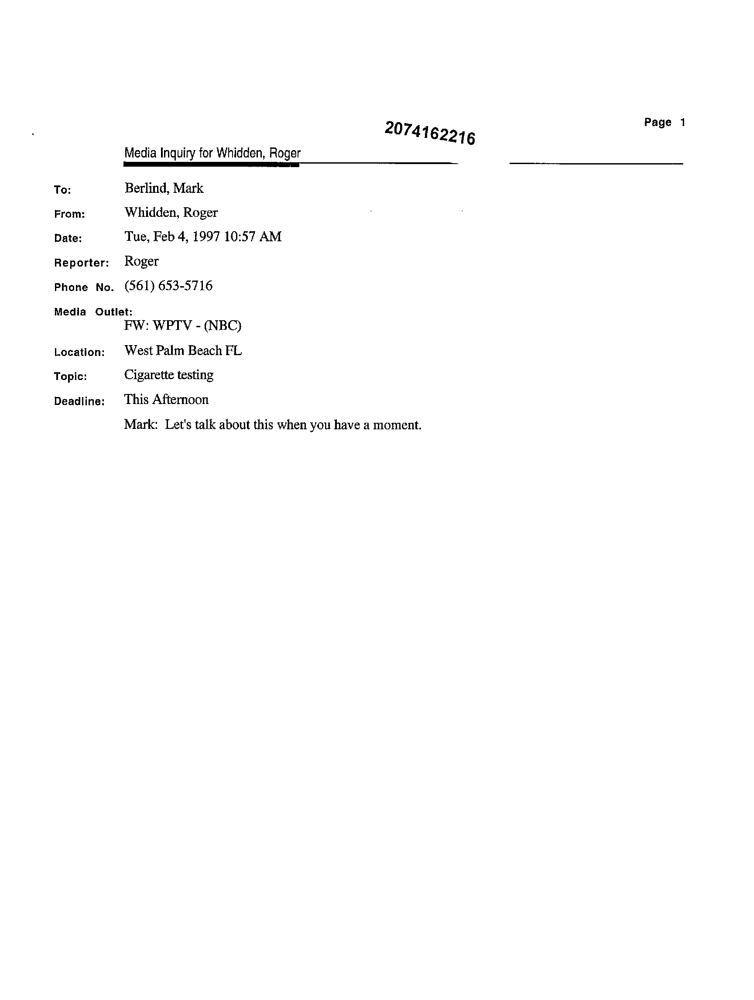 Page 1
2074162216
Media Inquiry for Whidden, Roger
To: Berlind, Mark
From: Whidden, Roger
Date: Tue, Feb 4, 1997 10:57 AM
Reporter: Roger
Phone No. (561) 653-5716
Media Outlet:
FW: WPTV - (NBC)
Location: West Palm Beach FL
Topic: Cigarette testing
Deadline: This Afternoon
Mark: Let's talk about this when you have a moment.